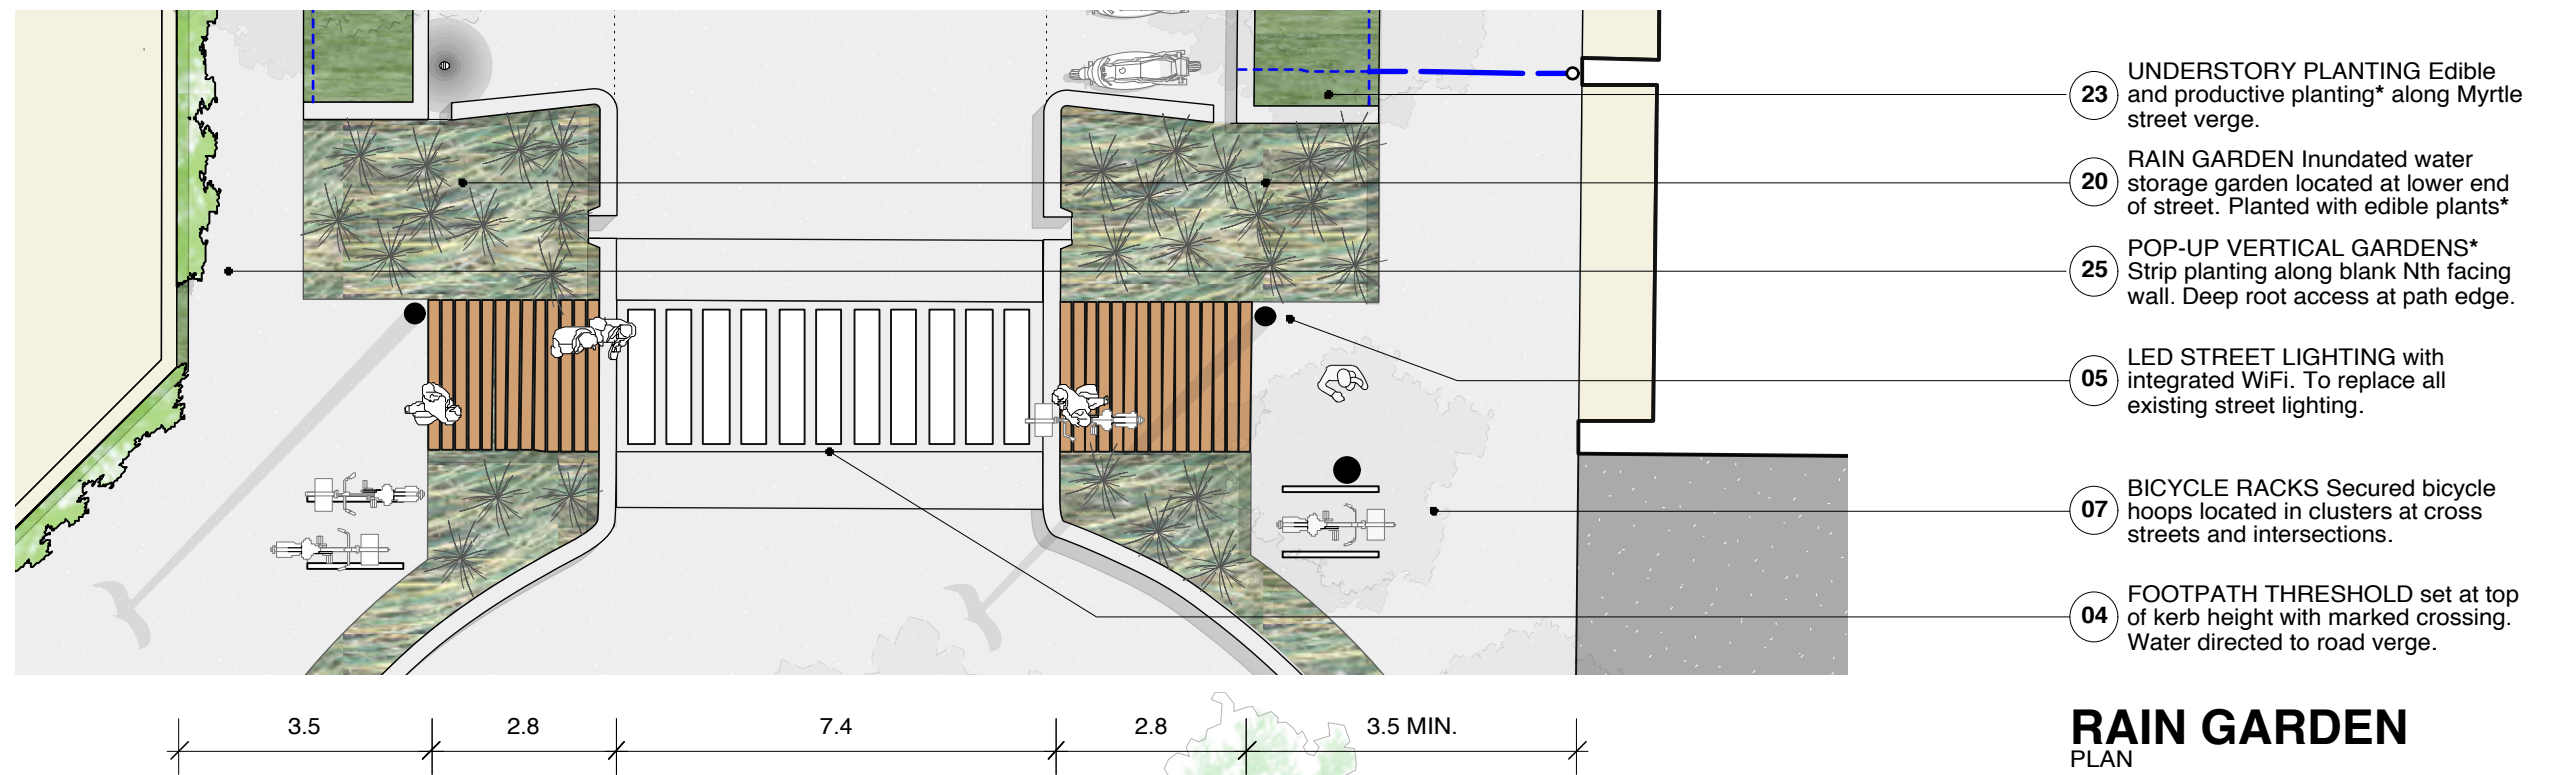 23
UNDERSTORY PLANTING Edible
and productive planting* along Myrtle
street verge.
20
RAIN GARDEN Inundated water
storage garden located at lower end
of street. Planted with edible plants*
25
POP-UP VERTICAL GARDENS*
Strip planting along blank Nth facing
wall. Deep root access at path edge.
05
LED STREET LIGHTING with
integrated WiFi. To replace all
existing street lighting.
07
BICYCLE RACKS Secured bicycle
hoops located in clusters at cross
streets and intersections.
04
FOOTPATH THRESHOLD set at top
of kerb height with marked crossing.
Water directed to road verge.
3.5 2.8 7.4 2.8 3.5 MIN.
RAIN GARDEN
PLAN